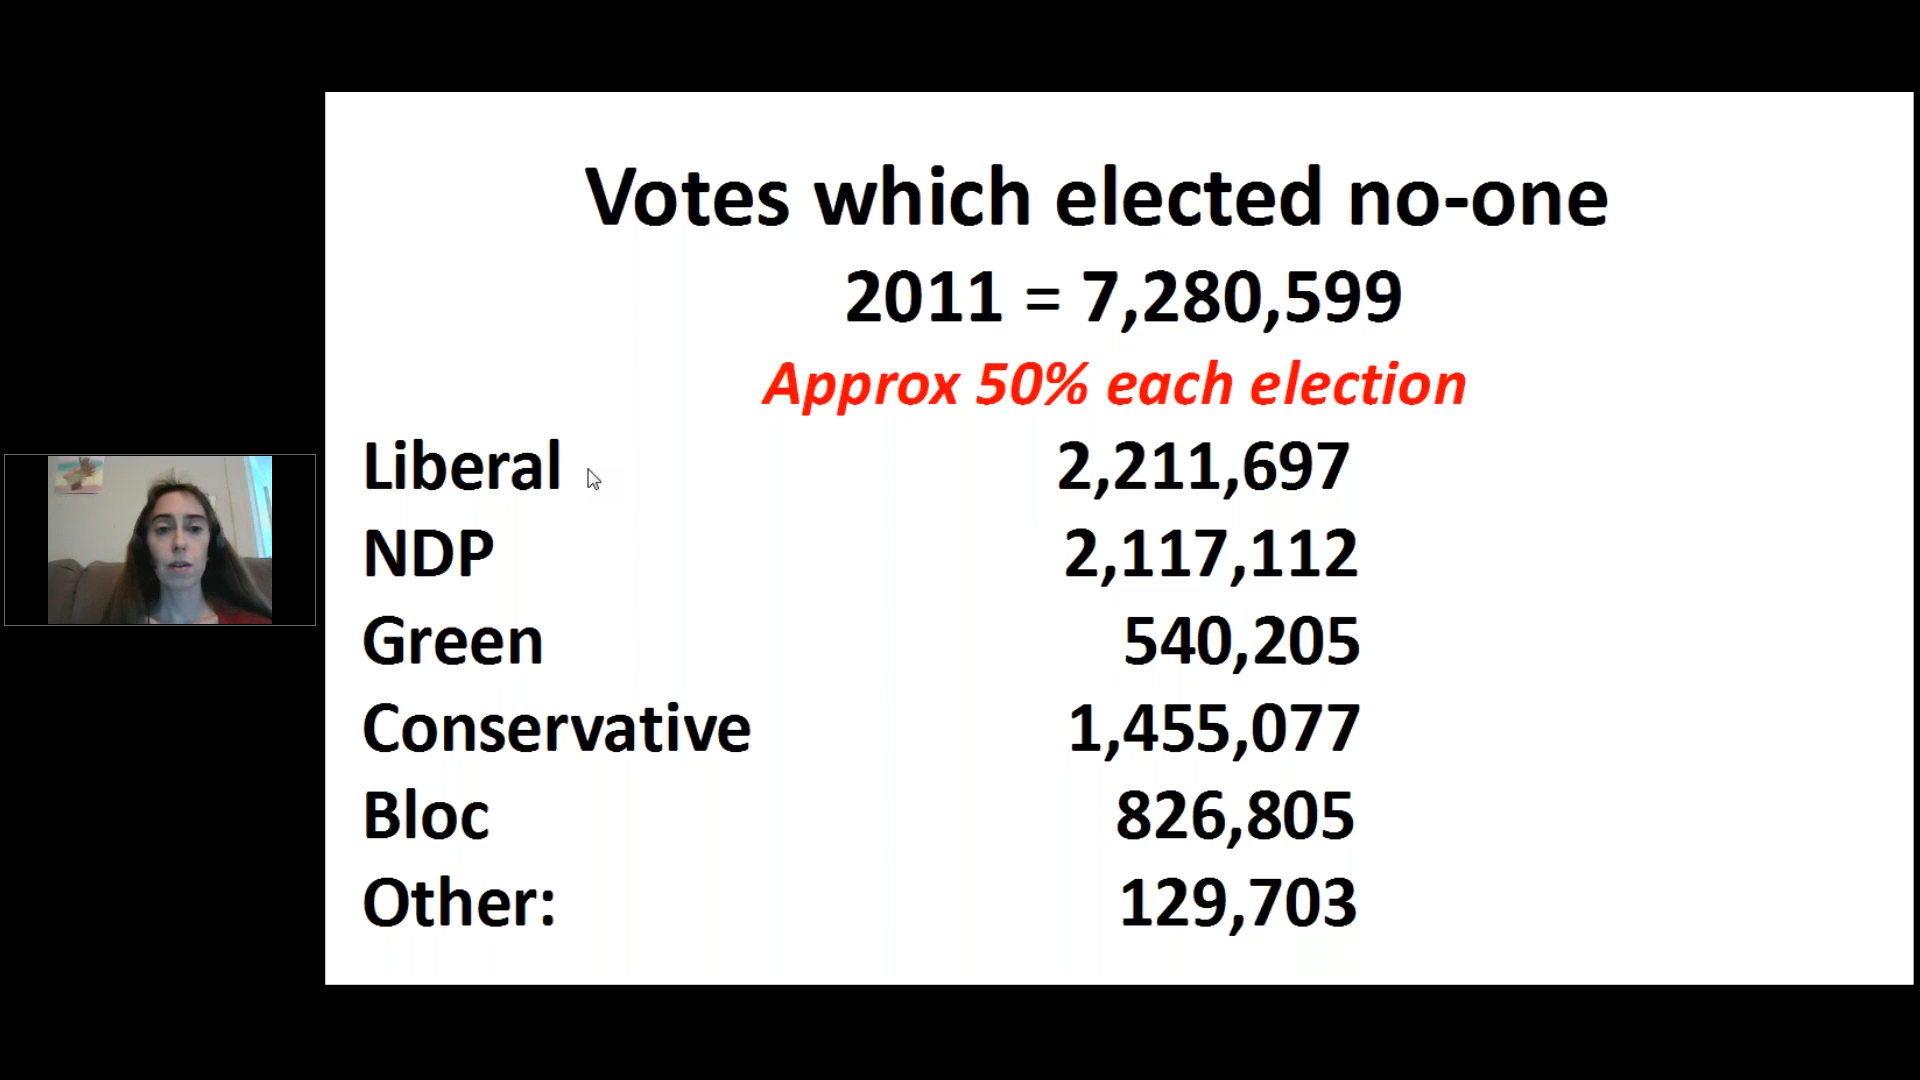 Votes which elected no-one
2011 = 7,280,599
Approx 50% each election
Liberal 2,211,697
NDP 2,117,112
Green 540,205
Conservative 1,455,077
Bloc 826,805
Other: 129,703